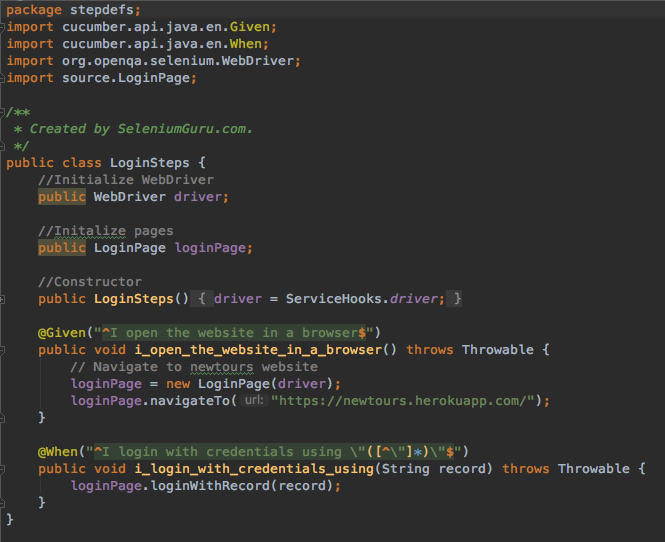 package stepdefs;
import cucumber.api.java.en.Given;
import cucumber.api.java.en.When;
import org.openqa.selenium.WebDriver;
import source.LoginPage;

/**
 * Created by SeleniumGuru.com.
 */
public class LoginSteps {
    //Initialize WebDriver
    public WebDriver driver;

    //Initalize pages
    public LoginPage loginPage;

    //Constructor
    public LoginSteps() { driver = ServiceHooks.driver; }

    @Given("^I open the website in a browser$")
    public void i_open_the_website_in_a_browser() throws Throwable {
        // Navigate to newtours website
        loginPage = new LoginPage(driver);
        loginPage.navigateTo( url: "https://newtours.herokuapp.com/");
    }

    @When("^I login with credentials using \"([^\"]*)\"$")
    public void i_login_with_credentials_using(String record) throws Throwable {
        loginPage.loginWithRecord(record);
    }
}